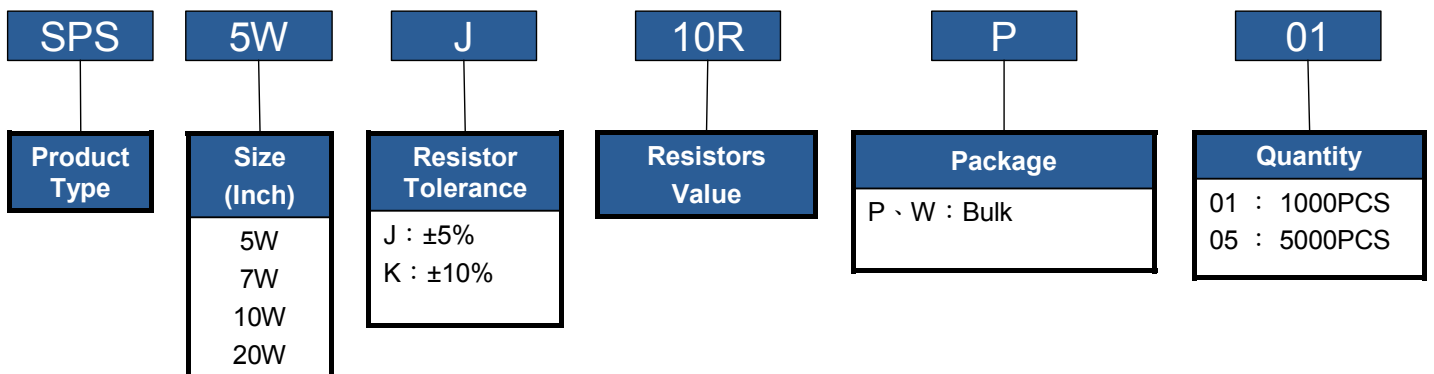 SPS 5W J 10R P 01
Product
Type
Size
(Inch)
5W
7W
10W
20W
Resistor
Tolerance
J：±5%
K：±10%
Resistors
Value
Package
P、W：Bulk
Quantity
01 ： 1000PCS
05 ： 5000PCS